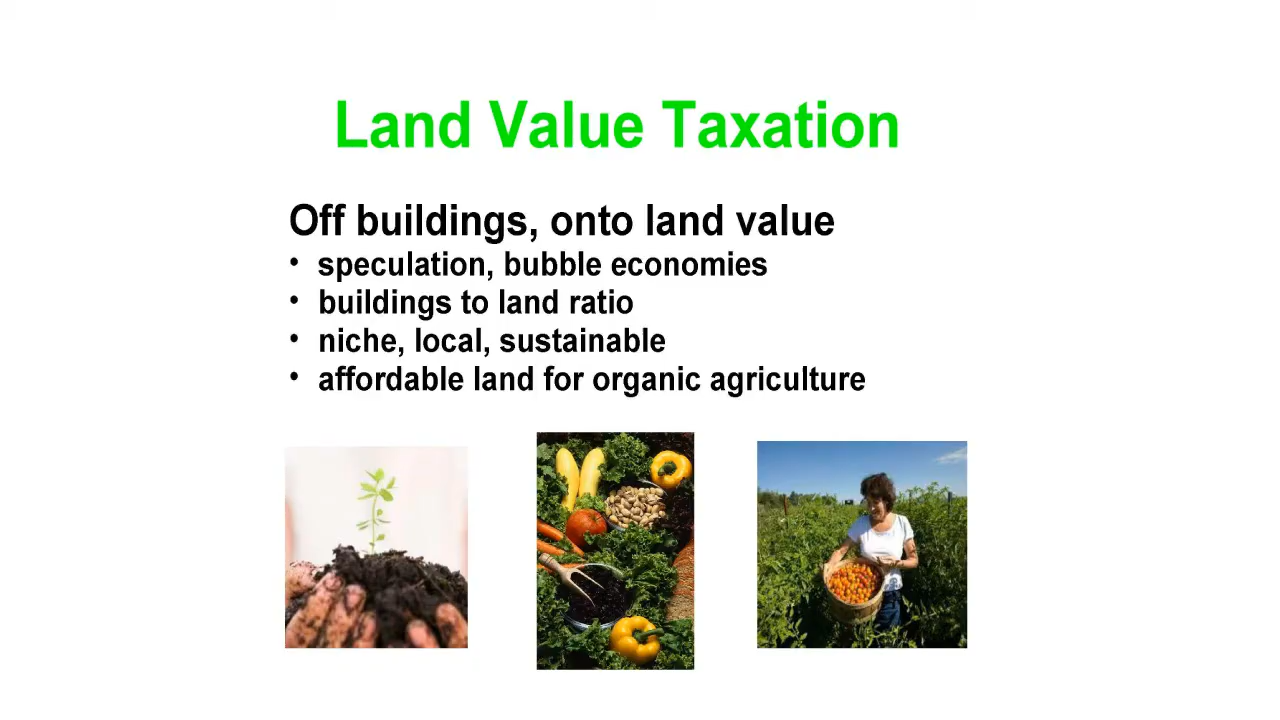 Land Value Taxation
Off buildings, onto land value
• speculation, bubble economies
• buildings to land ratio
• niche, local, sustainable
• affordable land for organic agriculture